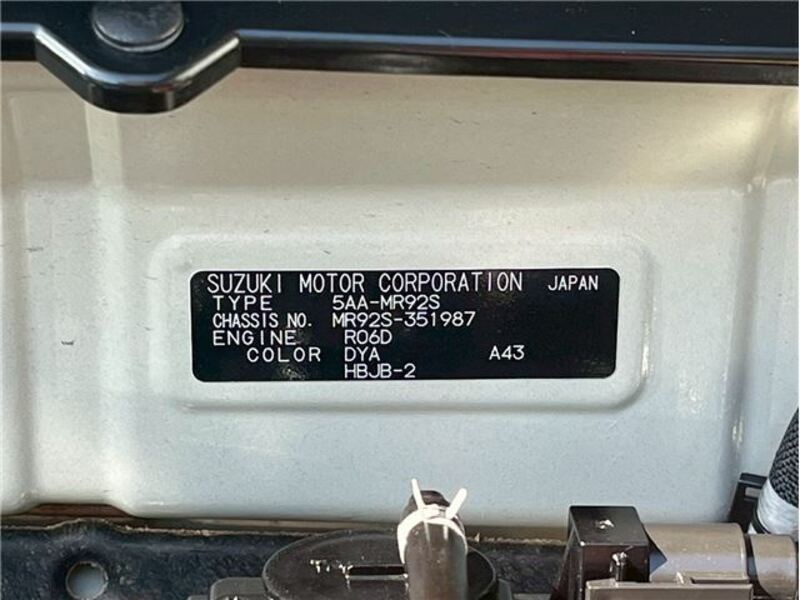 SUZUKI MOTOR CORPORATION JAPAN
TYPE 5AA-MR92S
CHASSIS NO. MR92S-351987
ENGINE R06D
COLOR DYA A43
HBJB-2